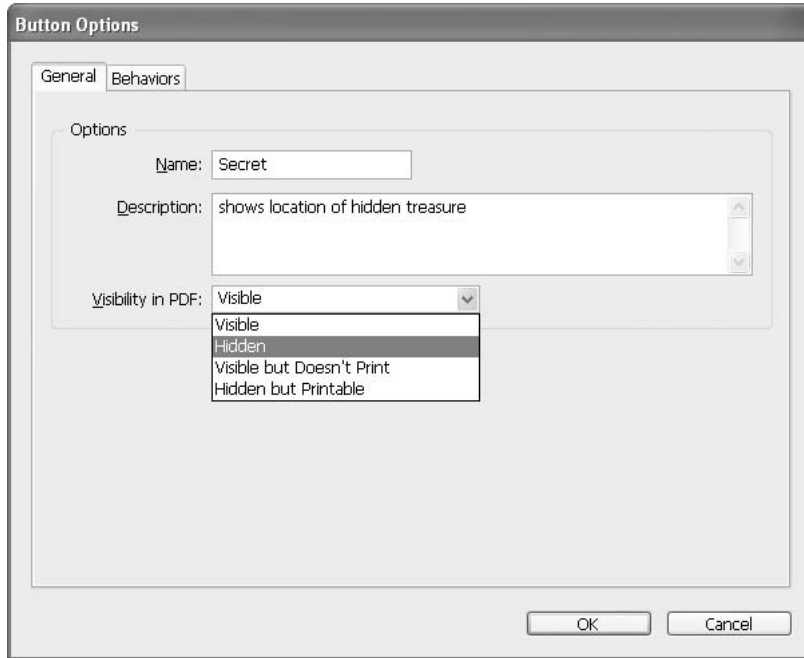 Button Options
General Behaviors
Options
Name: Secret
Description: shows location of hidden treasure
Visibility in PDF: Visible
Visible
Hidden
Visible but Doesn't Print
Hidden but Printable
OK Cancel